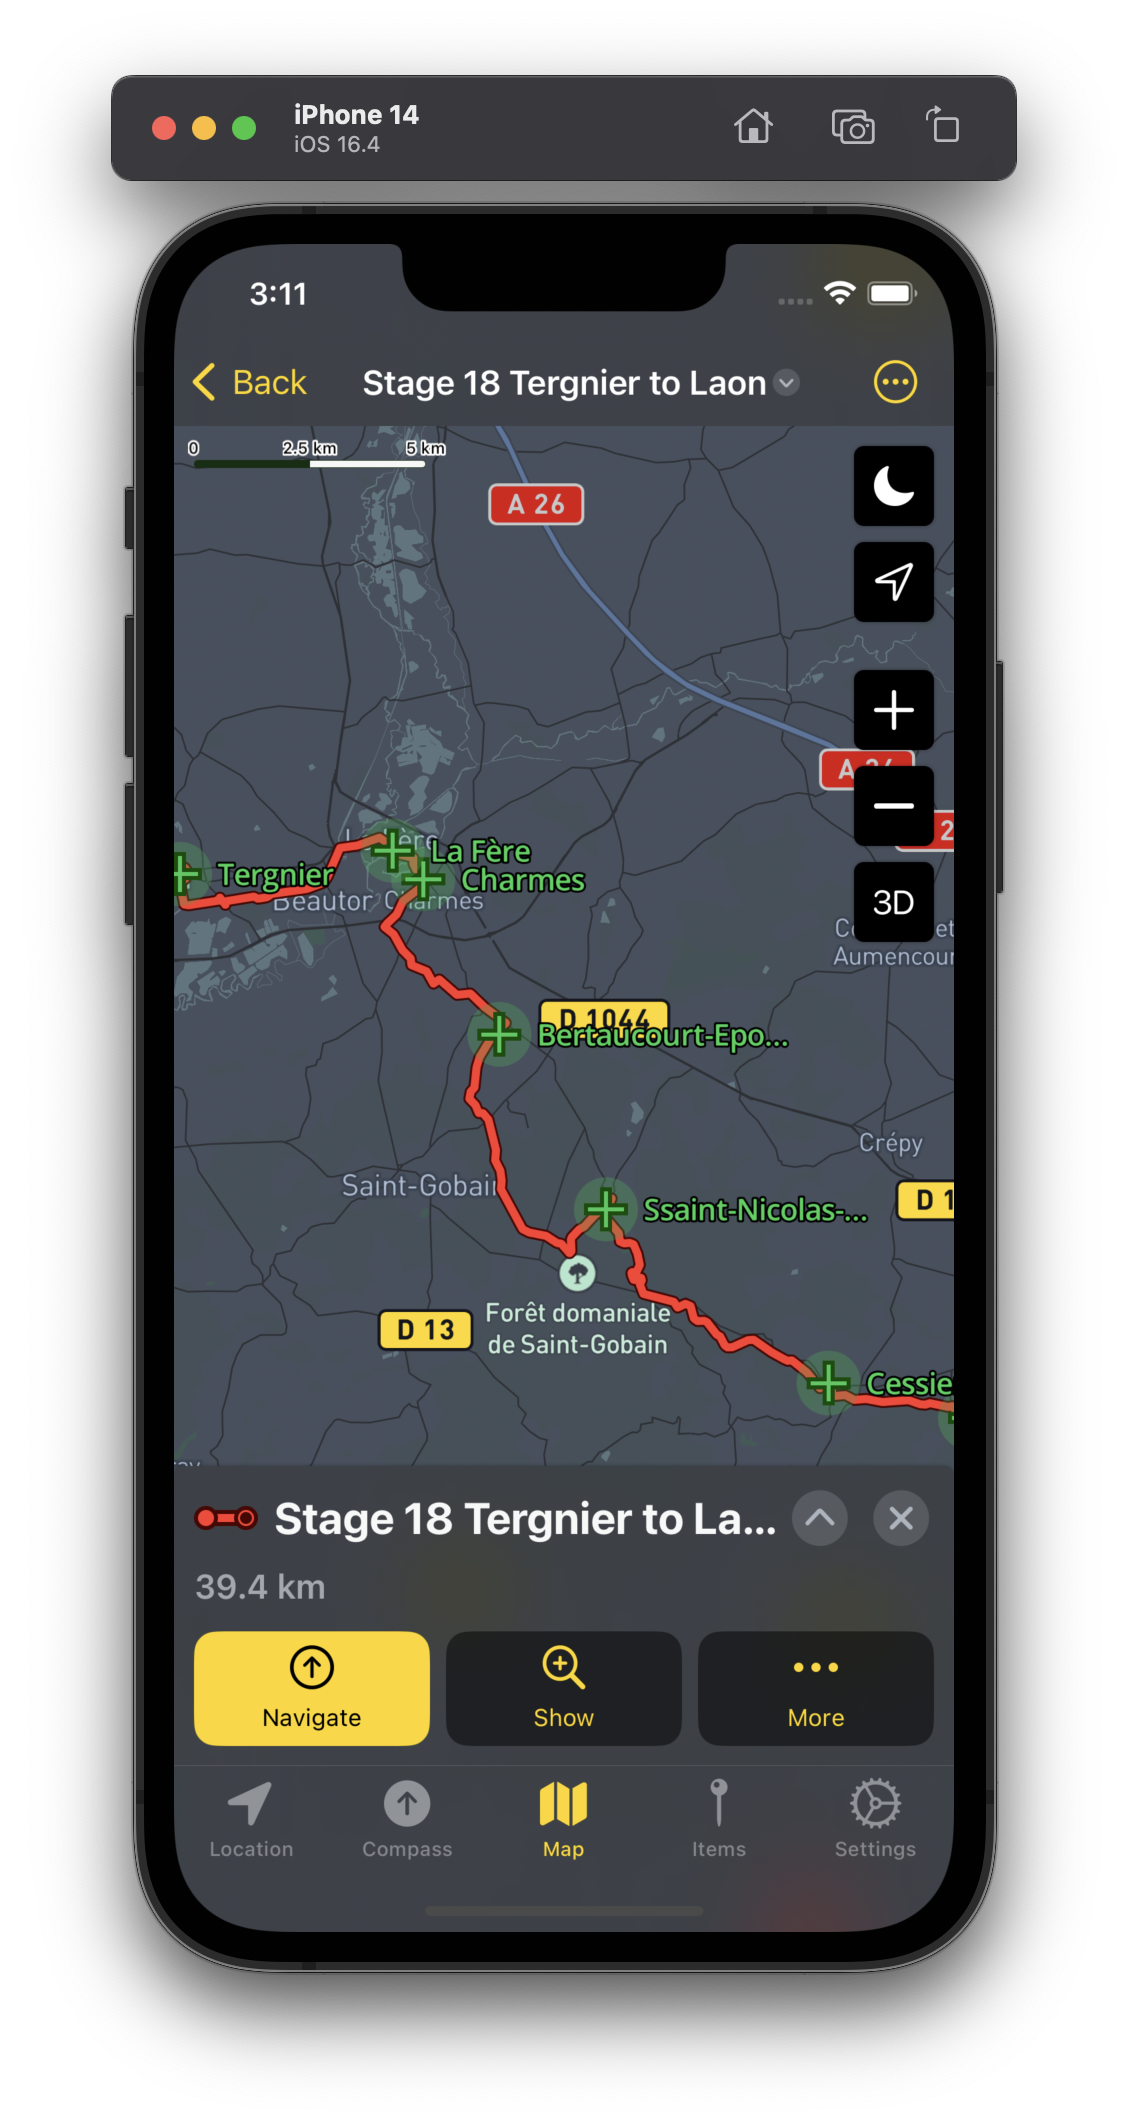 iPhone 14
iOS 16.4
3:11
Back
Stage 18 Tergnier to Laon
0 2.5 km 5 km
A 26
A 26
2
La Fère
La Fère
Tergnier
Charmes
Beautor Charmes
3D
Aumencour
D 1044
Bertaucourt-Epo...
Crépy
Saint-Gobain
D 1
Ssaint-Nicolas-...
Forêt domaniale
de Saint-Gobain
D 13
Cessie
Stage 18 Tergnier to La...
39.4 km
Navigate
Show
More
Location
Compass
Map
Items
Settings